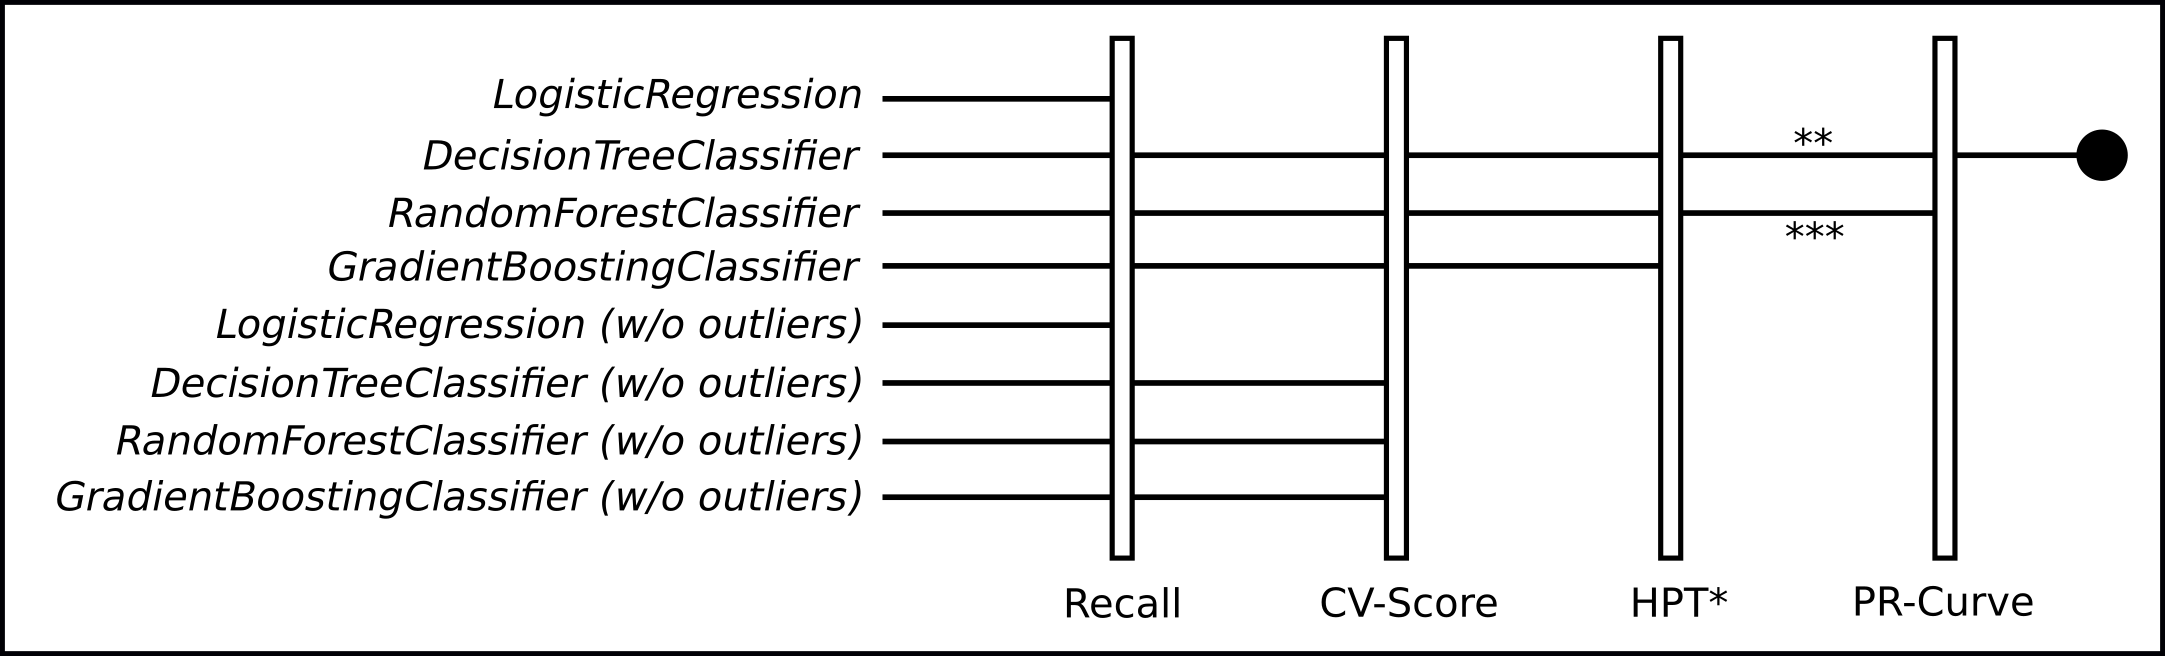 LogisticRegression
DecisionTreeClassifier
**
RandomForestClassifier
***
GradientBoostingClassifier
LogisticRegression (w/o outliers)
DecisionTreeClassifier (w/o outliers)
RandomForestClassifier (w/o outliers)
GradientBoostingClassifier (w/o outliers)
Recall CV-Score HPT* PR-Curve